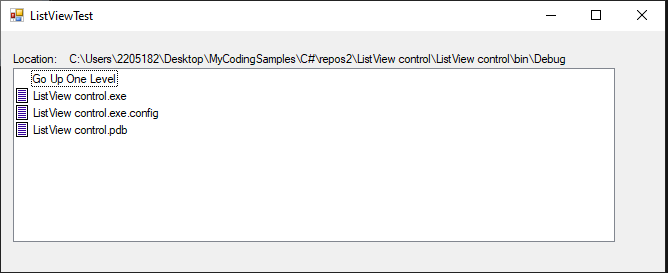 ListViewTest
Location: C:\Users\2205182\Desktop\MyCodingSamples\C#\repos2\ListView control\ListView control\bin\Debug
Go Up One Level
ListView control.exe
ListView control.exe.config
ListView control.pdb